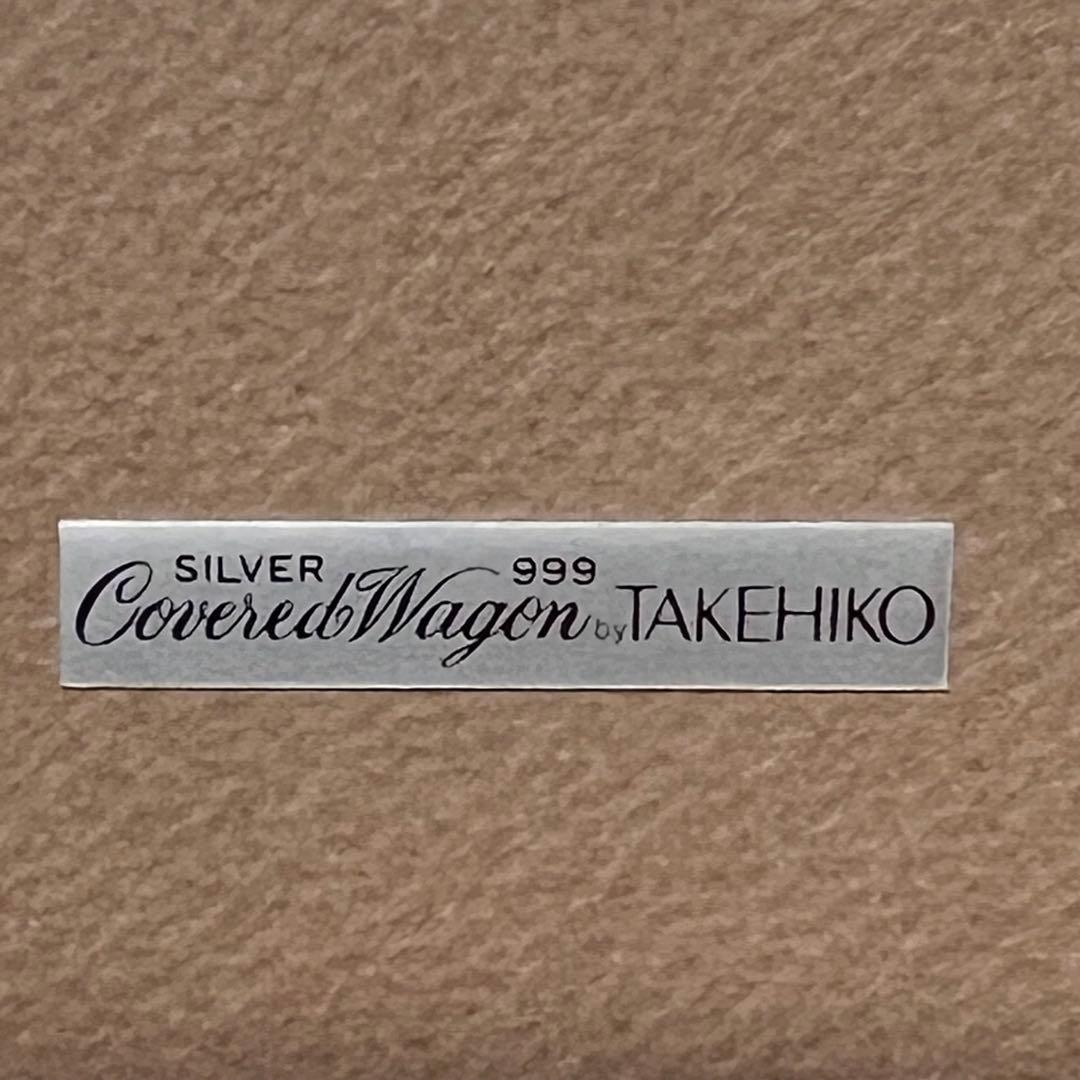 SILVER 999
Covered Wagon by TAKEHIKO